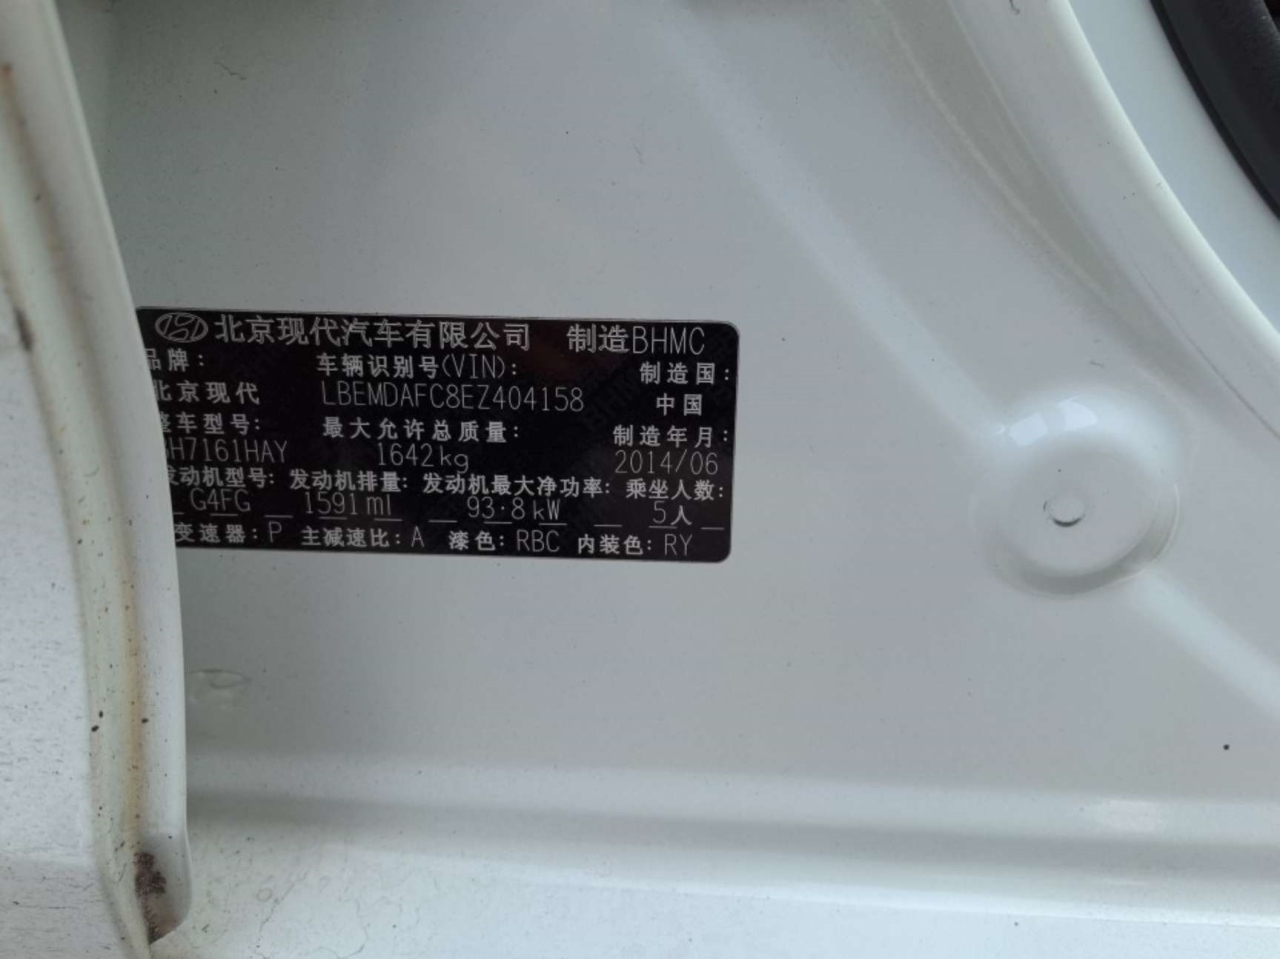 北京现代汽车有限公司 制造BHMC
品牌: 车辆识别号(VIN): 制造国:
北京现代 LBEMDAFC8EZ404158 中国
整车型号: 最大允许总质量: 制造年月:
H7161HAY 1642kg 2014/06
发动机型号: 发动机排量: 发动机最大净功率: 乘坐人数:
G4FG 1591ml 93.8kW 5人
变速器: P 主减速比: A 漆色: RBC 内装色: RY